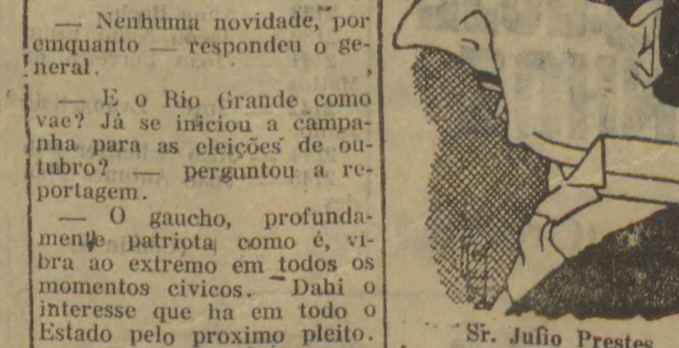 — Nenhuma novidade, por
emquanto — respondeu o ge-
neral.
— E o Rio Grande como
vae? Já se iniciou a campa-
nha para as eleições de ou-
tubro? — perguntou a re-
portagem.
— O gaucho, profunda-
mente patriota como é, vi-
bra ao extremo em todos os
momentos civicos. Dahi o
interesse que ha em todo o
Estado pelo proximo pleito.
Sr. Julio Prestes